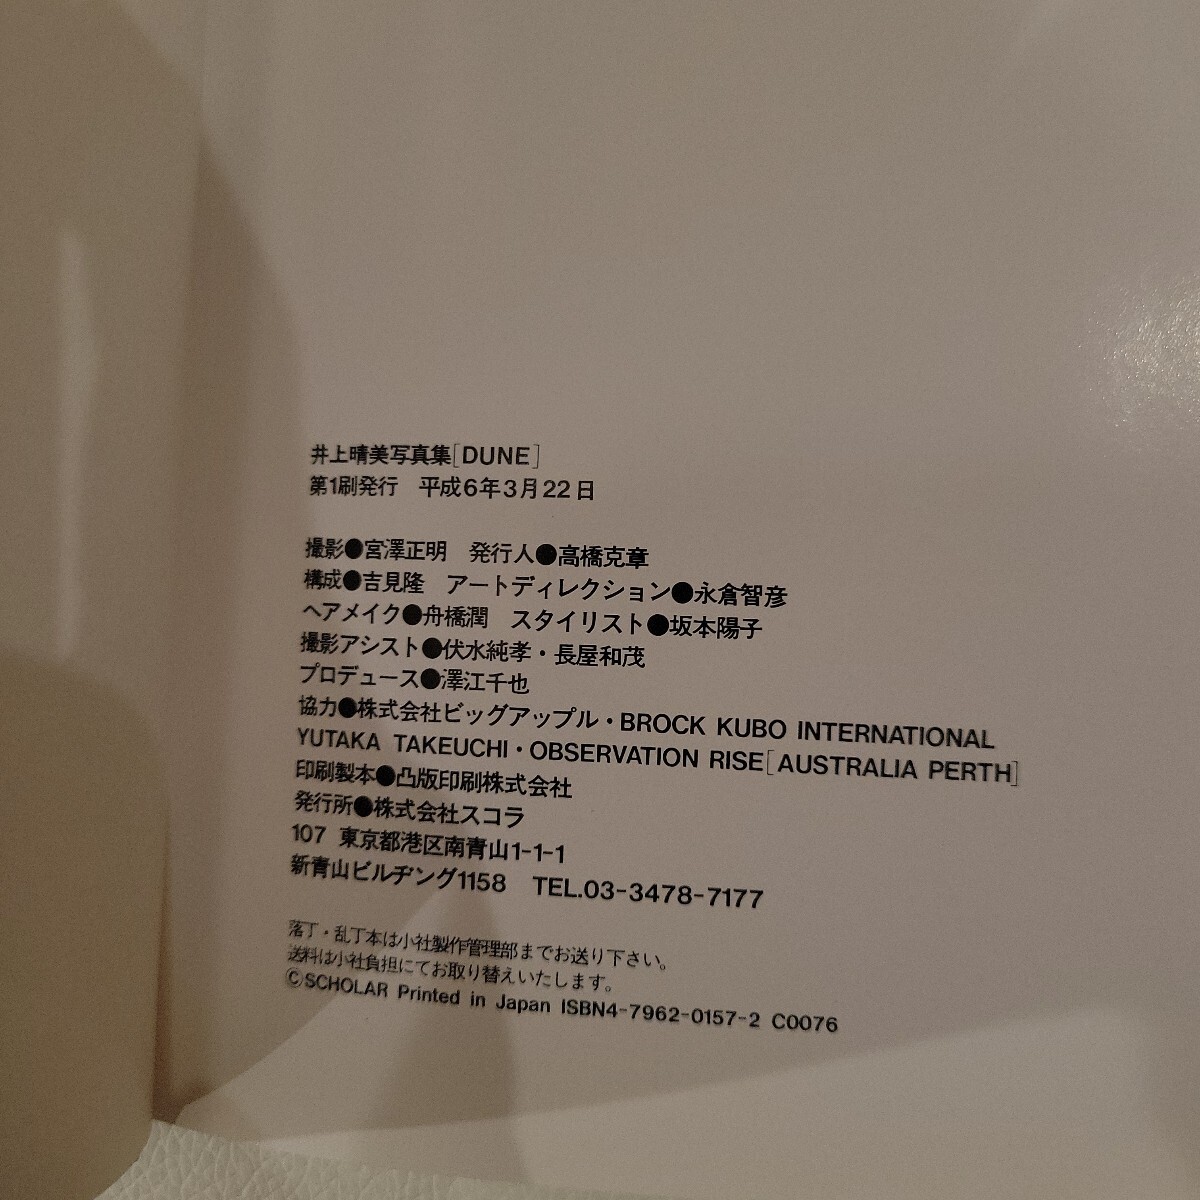 井上晴美写真集[DUNE]
第1刷発行　平成6年3月22日
撮影●宮澤正明　発行人●高橋克章
構成●吉見隆　アートディレクション●永倉智彦
ヘアメイク●舟橋潤　スタイリスト●坂本陽子
撮影アシスト●伏水純孝・長屋和茂
プロデュース●澤江千也
協力●株式会社ビッグアップル・BROCK KUBO INTERNATIONAL
YUTAKA TAKEUCHI・OBSERVATION RISE[AUSTRALIA PERTH]
印刷製本●凸版印刷株式会社
発行所●株式会社スコラ
107 東京都港区南青山1-1-1
新青山ビルヂング1158　TEL.03-3478-7177
落丁・乱丁本は小社製作管理部までお送り下さい。
送料は小社負担にてお取り替えいたします。
©SCHOLAR Printed in Japan ISBN4-7962-0157-2 C0076